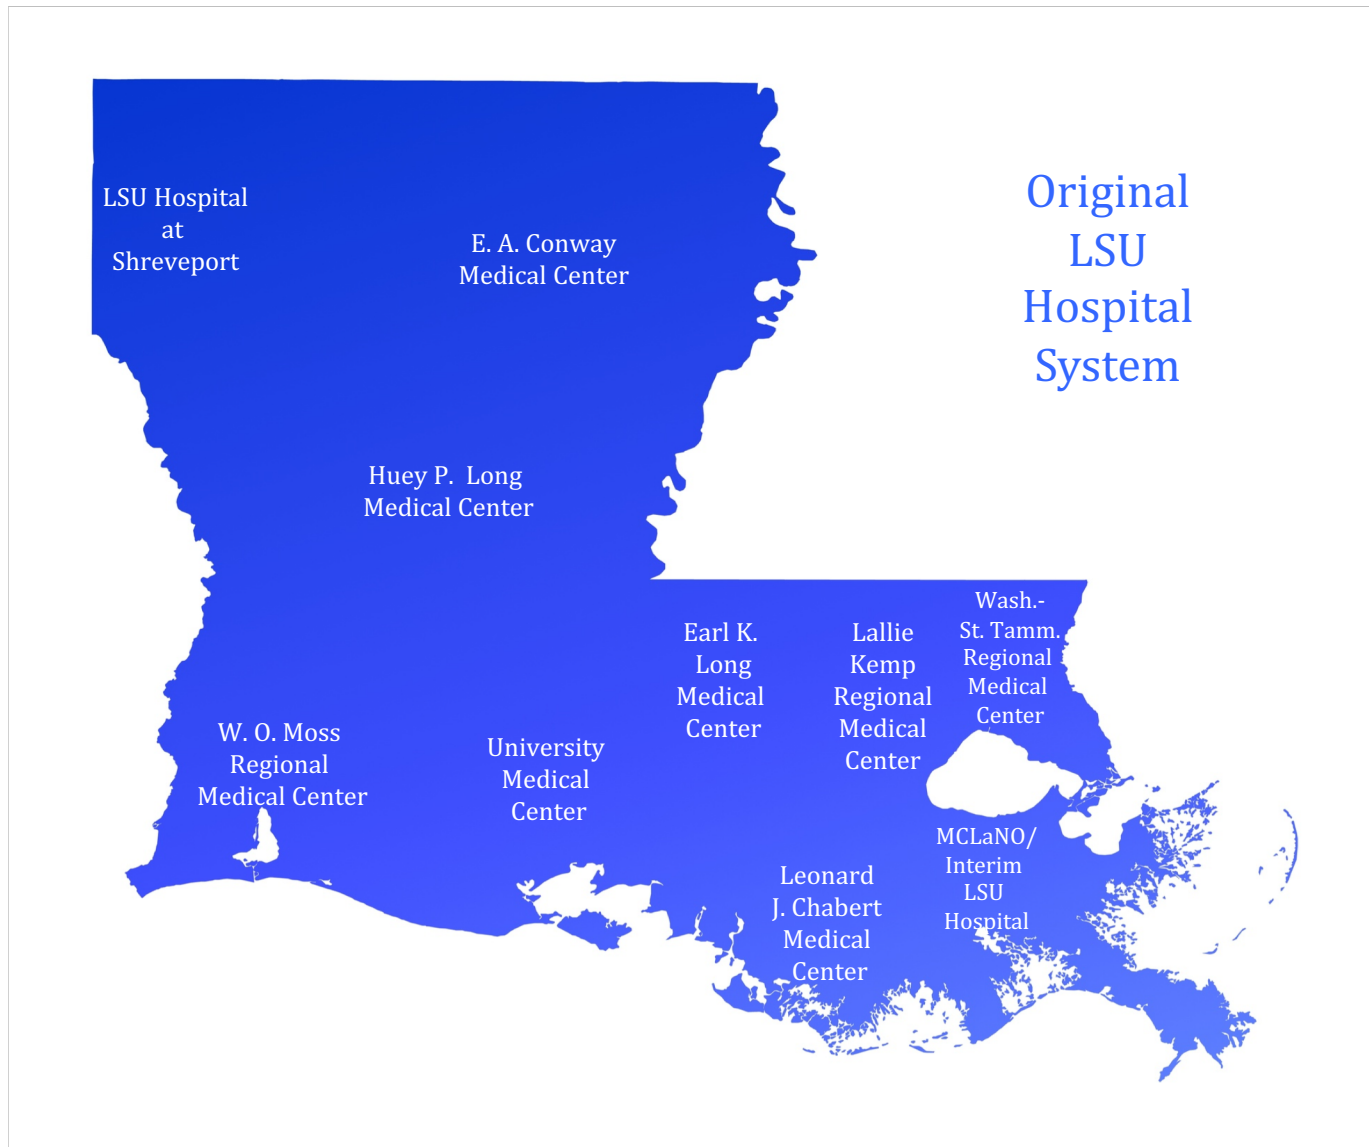 LSU Hospital
at
Shreveport
E. A. Conway
Medical Center
Original
LSU
Hospital
System
Huey P. Long
Medical Center
Earl K.
Long
Medical
Center
Lallie
Kemp
Regional
Medical
Center
Wash.-
St. Tamm.
Regional
Medical
Center
W. O. Moss
Regional
Medical Center
University
Medical
Center
Leonard
J. Chabert
Medical
Center
MCLaNO/
Interim
LSU
Hospital